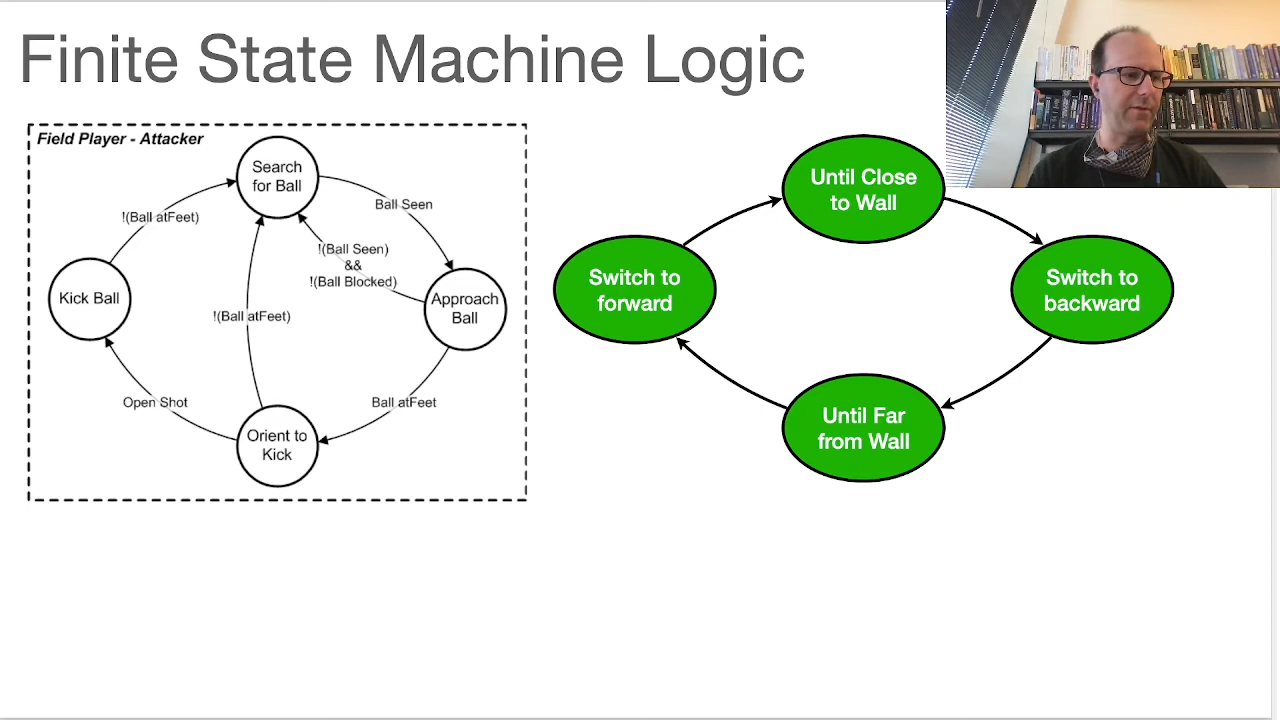 Finite State Machine Logic
Field Player - Attacker
Search
for Ball
Ball Seen
!(Ball atFeet)
!(Ball Seen)
&&
!(Ball Blocked)
Kick Ball
Approach
Ball
!(Ball atFeet)
Open Shot
Ball atFeet
Orient to
Kick
Until Close
to Wall
Switch to
forward
Switch to
backward
Until Far
from Wall